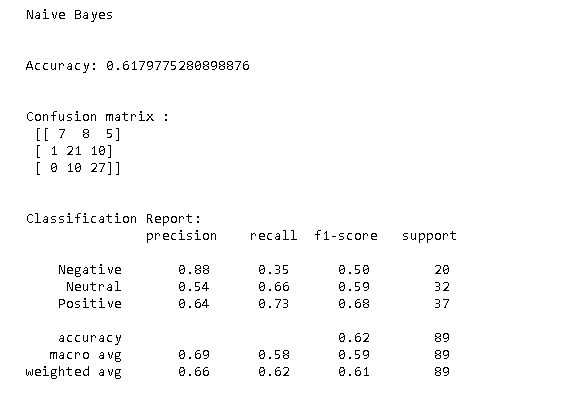 Naive Bayes
Accuracy: 0.6179775280898876
Confusion matrix :
[[ 7 8 5]
[ 1 21 10]
[ 0 10 27]]
Classification Report:
precision recall f1-score support
Negative 0.88 0.35 0.50 20
Neutral 0.54 0.66 0.59 32
Positive 0.64 0.73 0.68 37
accuracy 0.62 89
macro avg 0.69 0.58 0.59 89
weighted avg 0.66 0.62 0.61 89